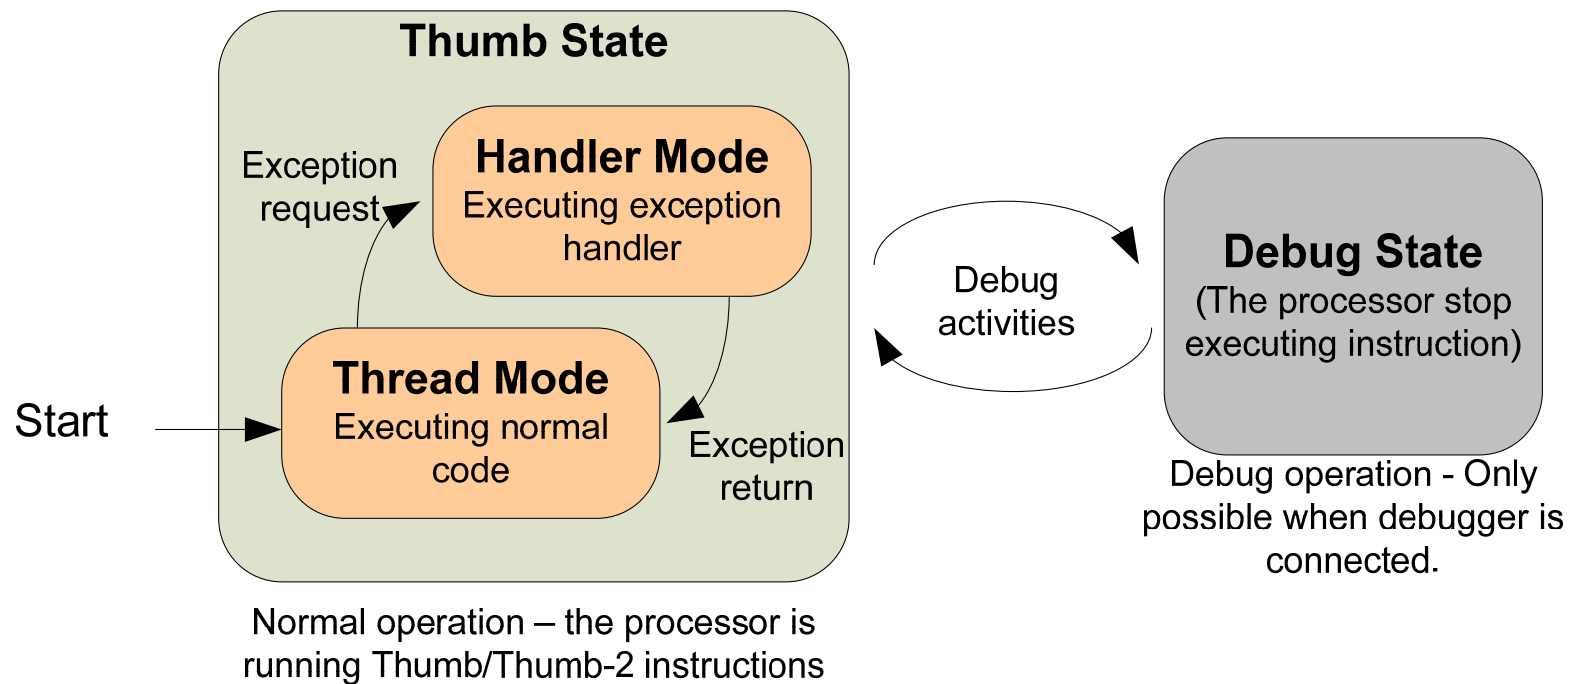 Thumb State
Exception
request
Handler Mode
Executing exception
handler
Thread Mode
Executing normal
code
Exception
return
Start
Debug
activities
Debug State
(The processor stop
executing instruction)
Debug operation - Only
possible when debugger is
connected.
Normal operation – the processor is
running Thumb/Thumb-2 instructions